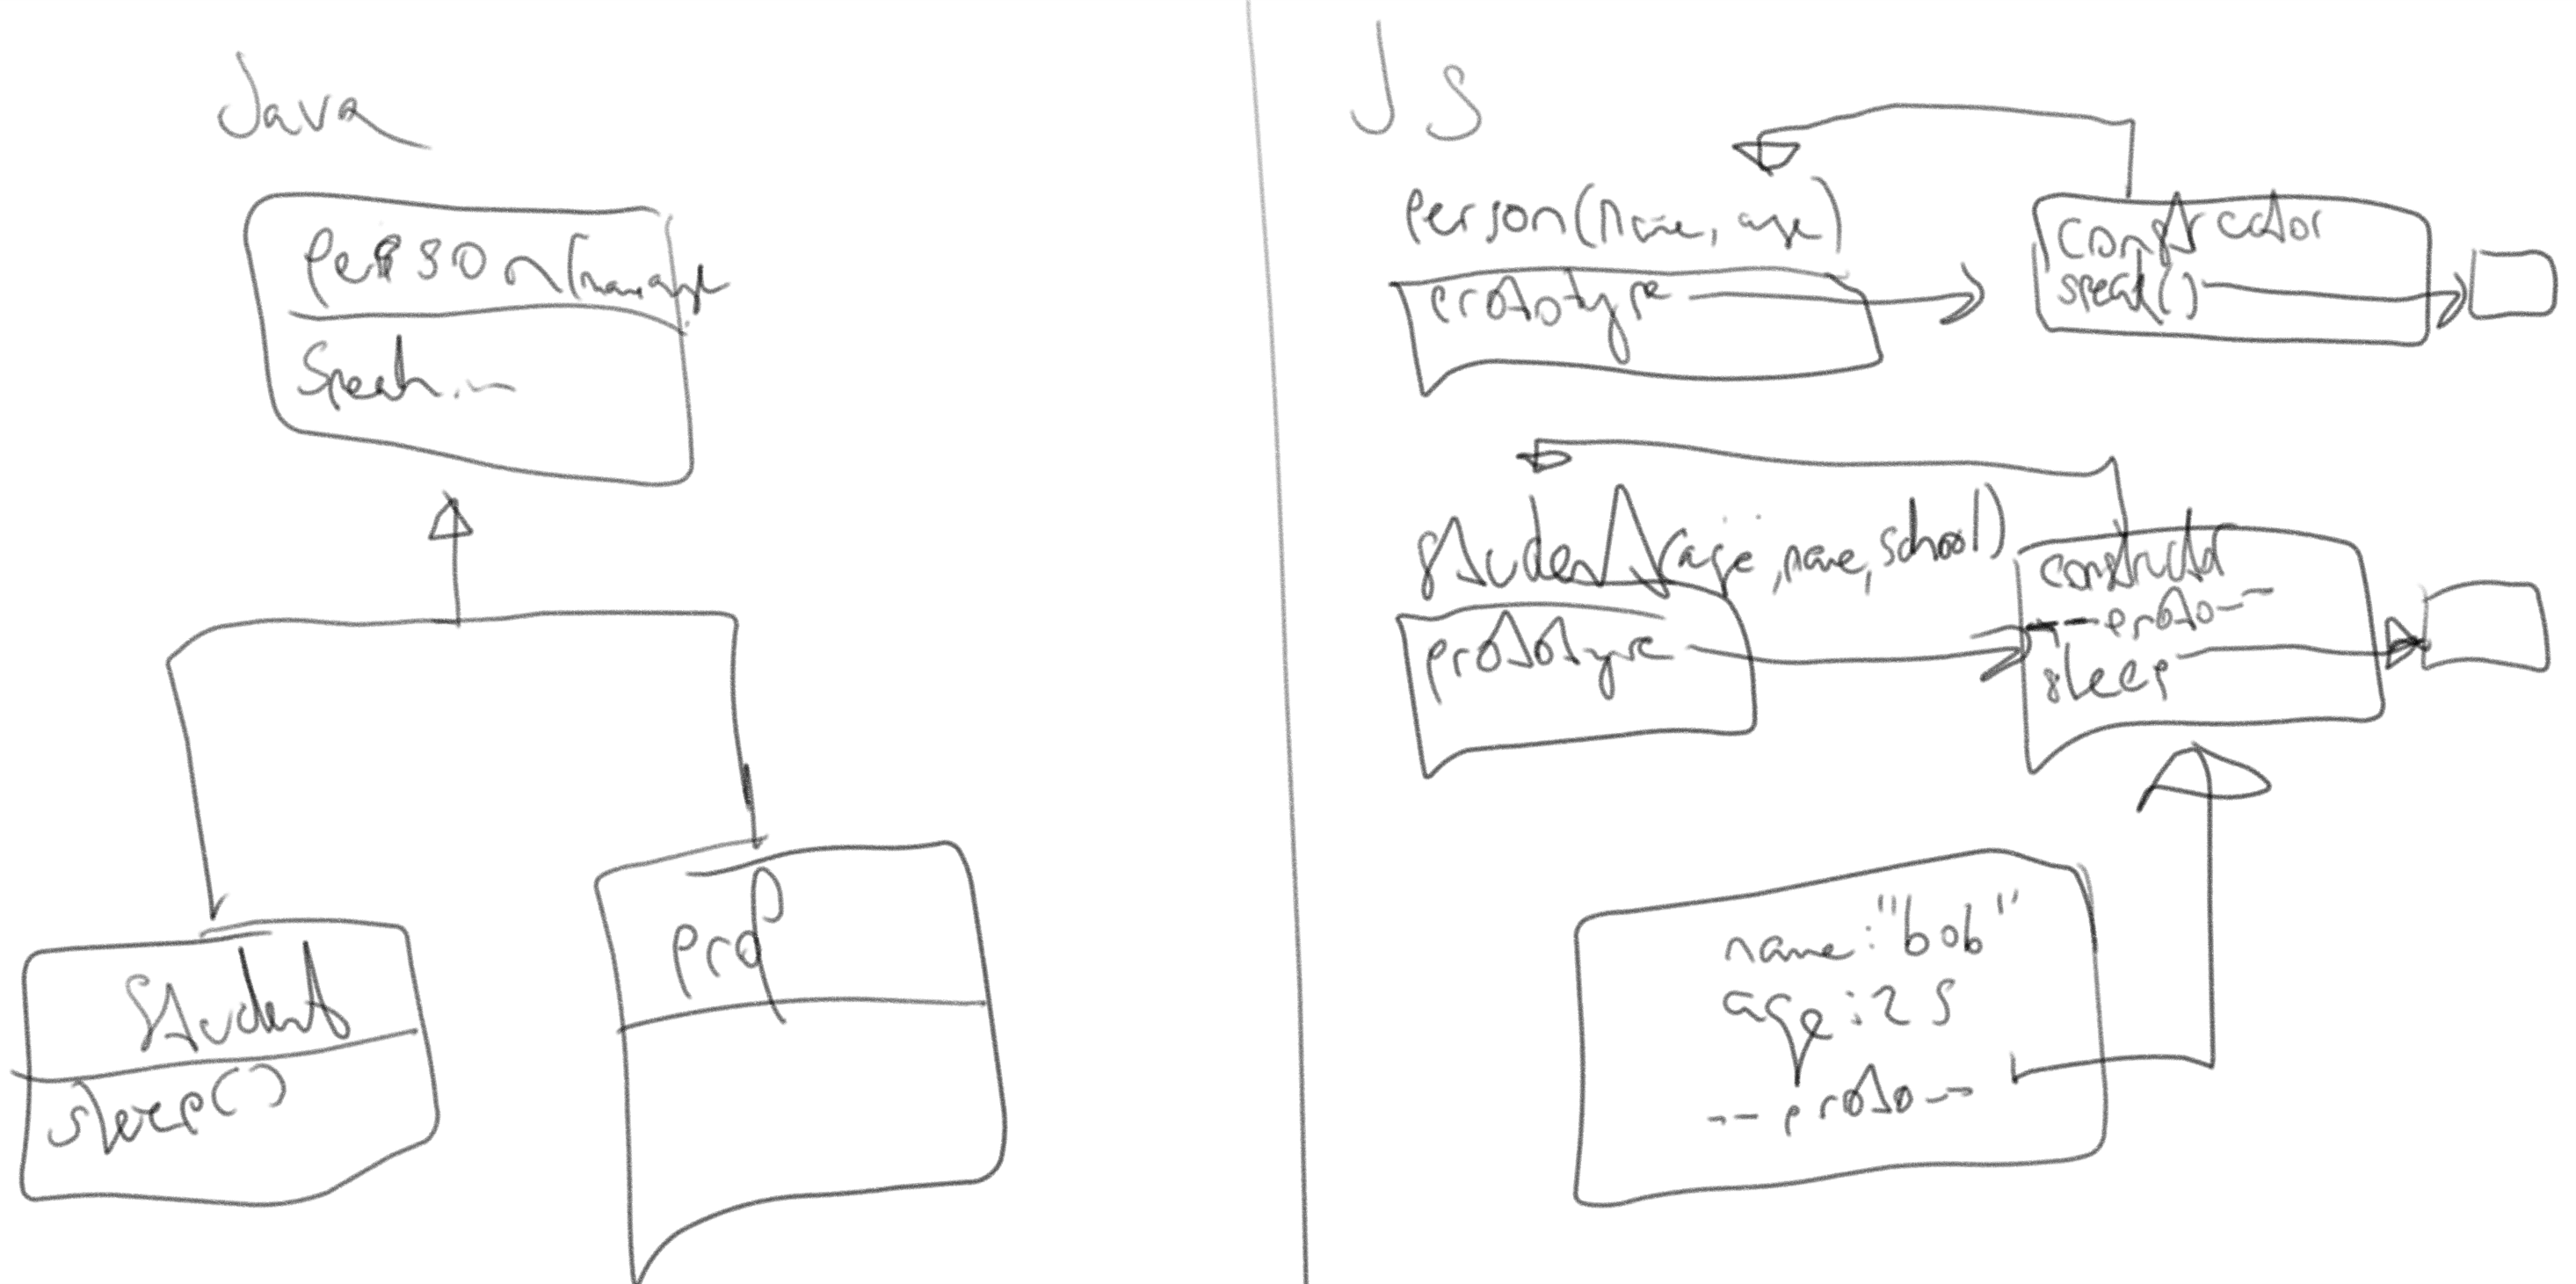 Java
Person(name, age
Speak...
Student
sleep()
prof
JS
Person(name, age)
prototype
constructor
speak()
Student(age, name, school)
prototype
constructor
--proto--
sleep
name: "bob"
age: 25
--proto--